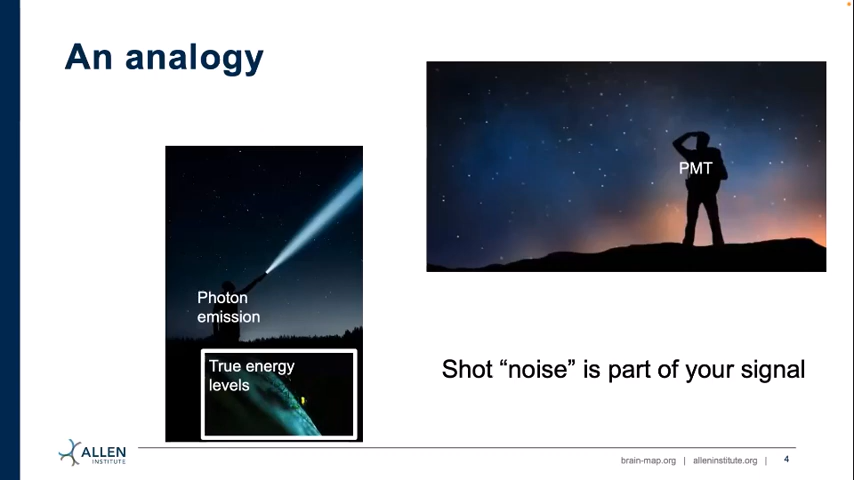 An analogy
PMT
Photon
emission
True energy
levels
Shot “noise” is part of your signal
ALLEN
INSTITUTE
brain-map.org | alleninstitute.org | 4